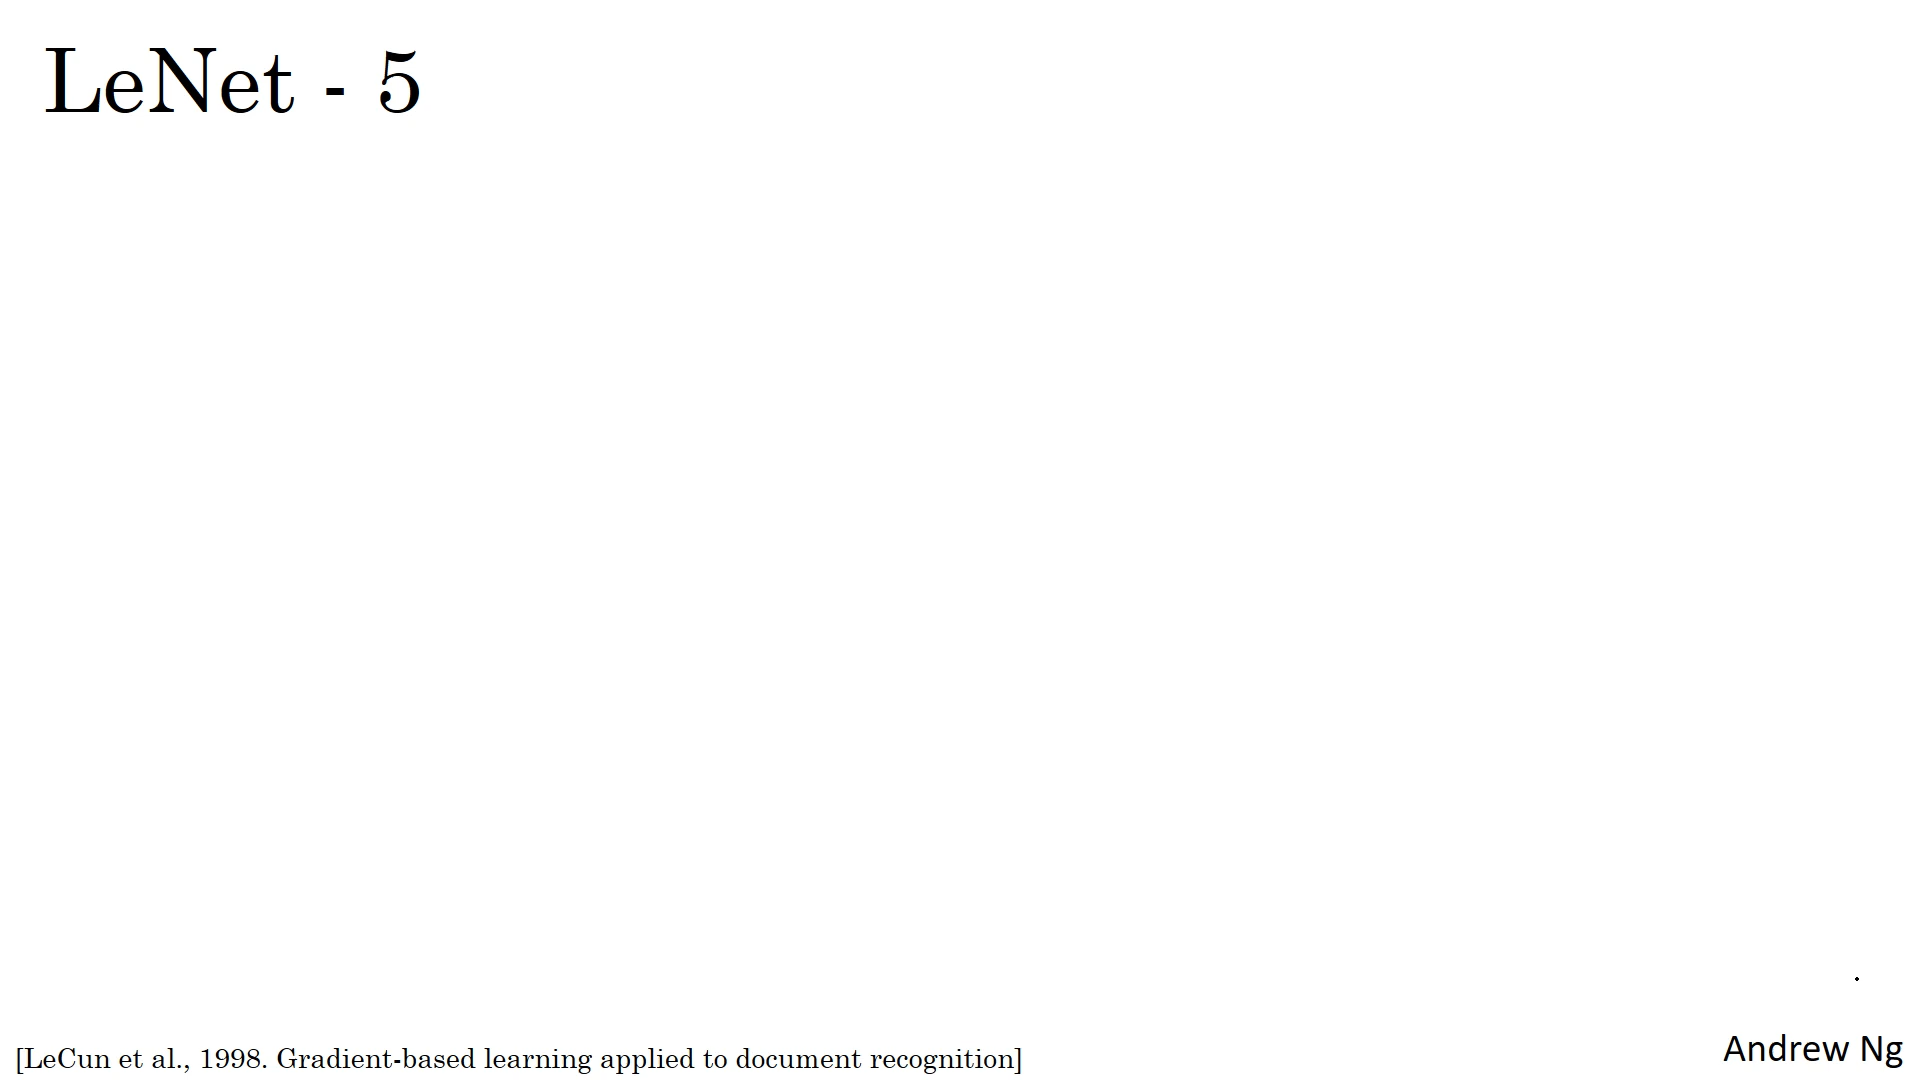 LeNet - 5
[LeCun et al., 1998. Gradient-based learning applied to document recognition]
Andrew Ng